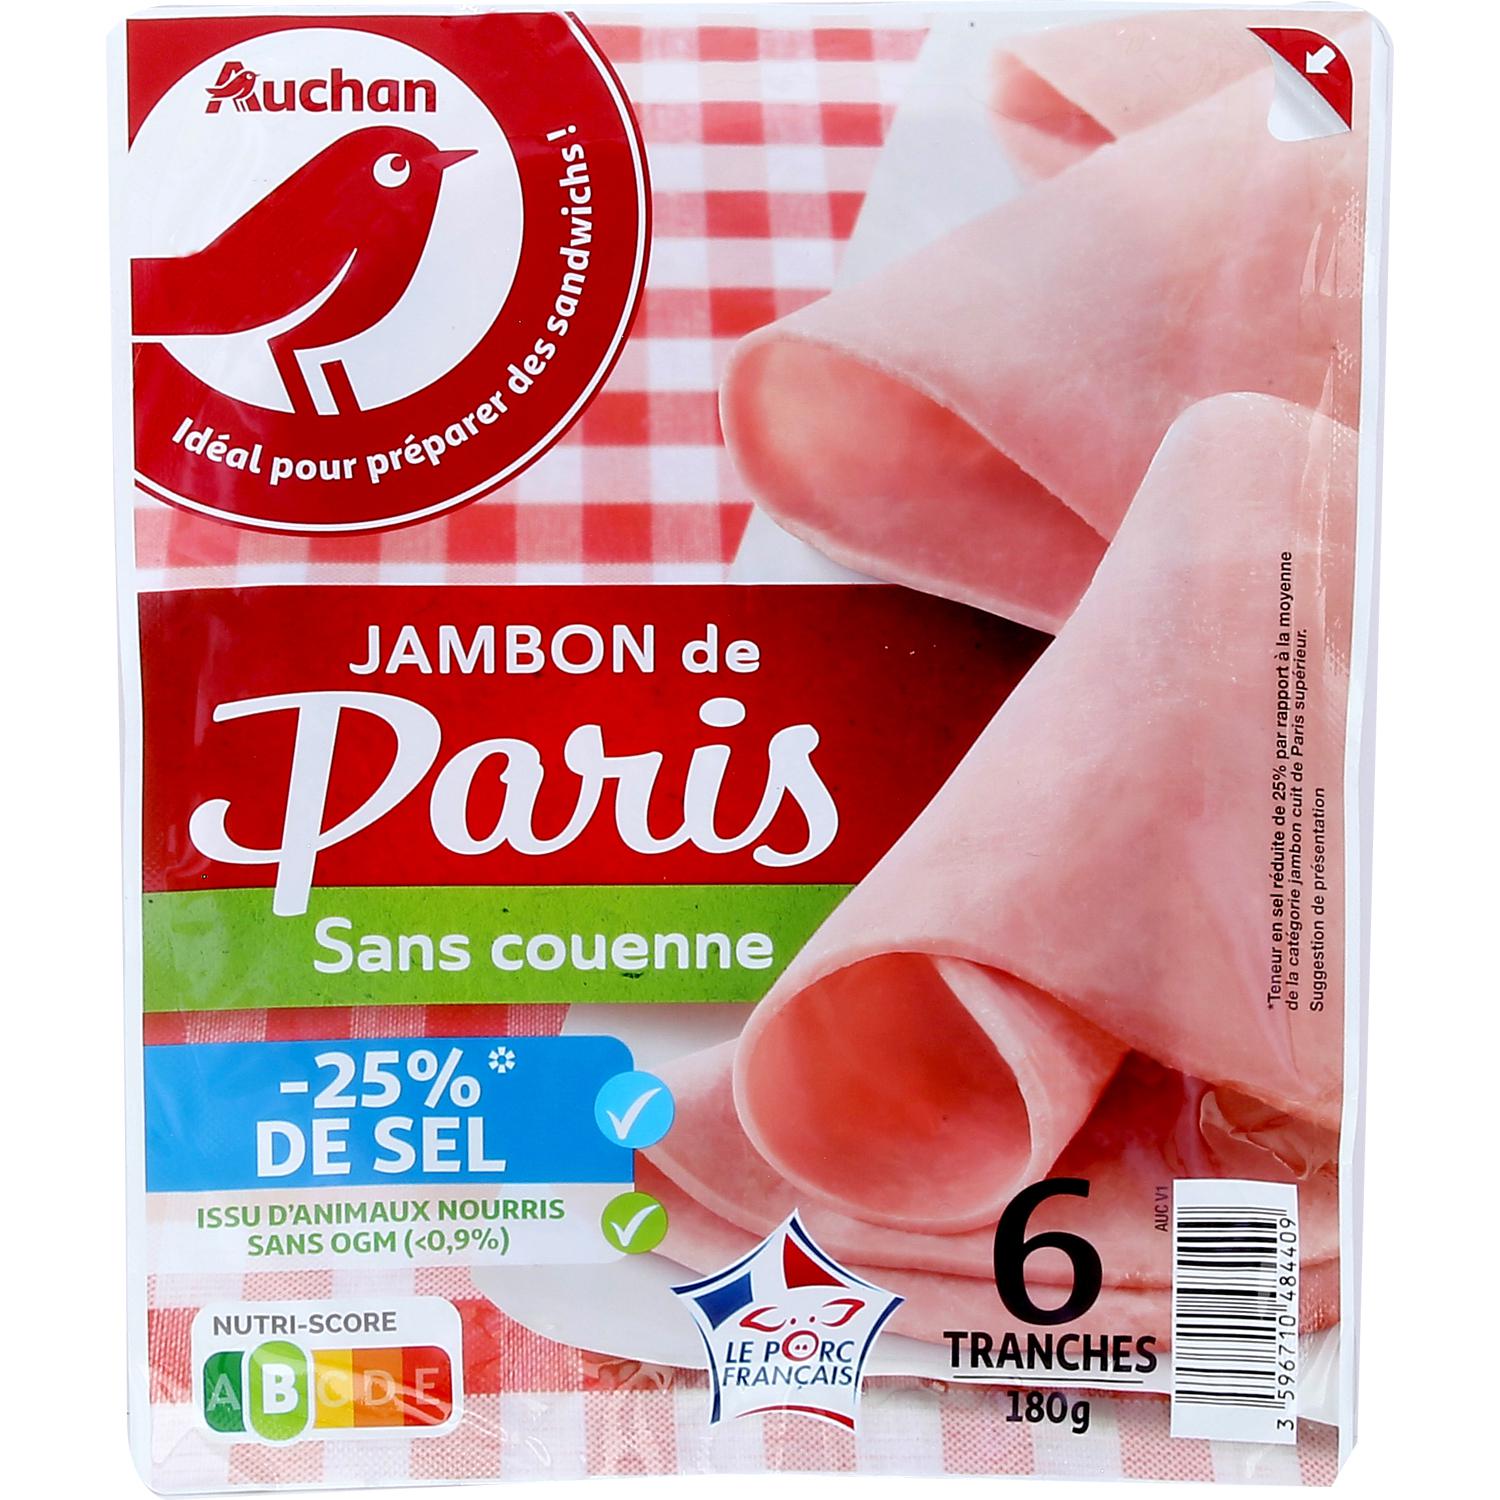 Auchan
Idéal pour préparer des sandwichs !
JAMBON de
Paris
Sans couenne
-25%*
DE SEL
ISSU D'ANIMAUX NOURRIS
SANS OGM (<0,9%)
NUTRI-SCORE
A B C D E
LE PORC
FRANÇAIS
6
TRANCHES
180g
*Teneur en sel réduite de 25% par rapport à la moyenne
de la catégorie jambon cuit de Paris supérieur.
Suggestion de présentation
AUC V1
3 596710 484409